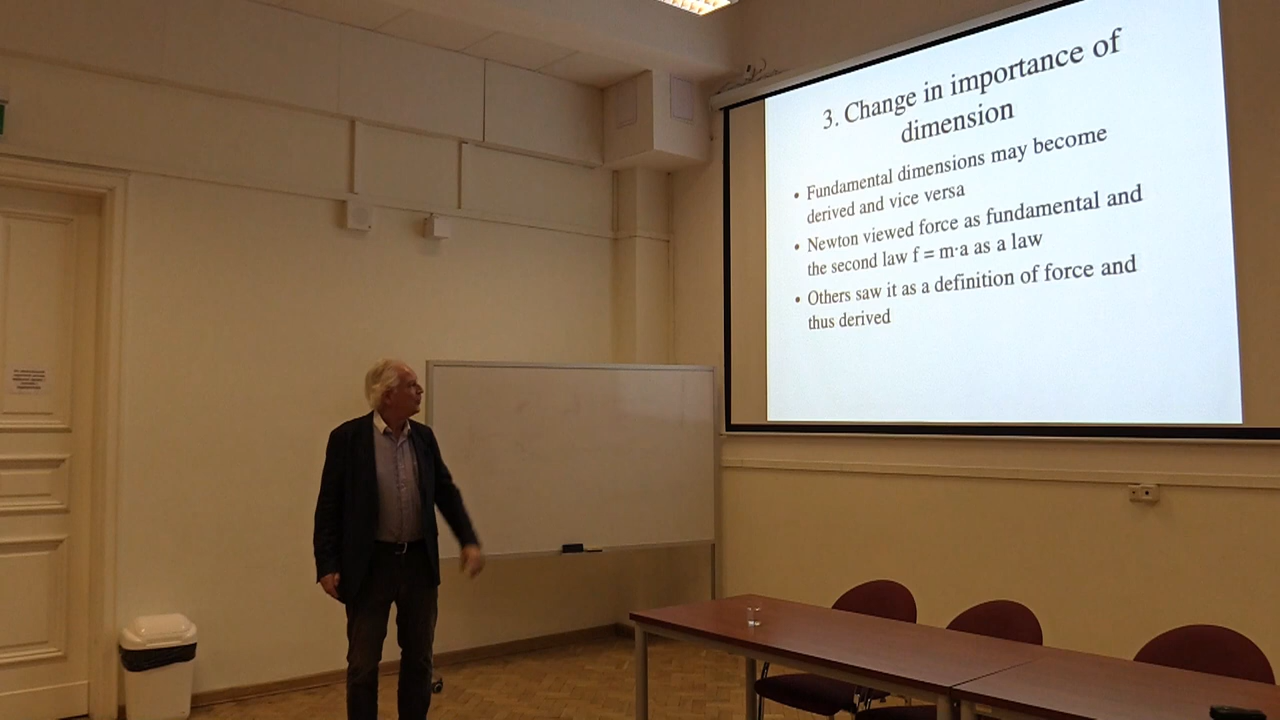 3. Change in importance of
dimension
• Fundamental dimensions may become
derived and vice versa
• Newton viewed force as fundamental and
the second law f = m·a as a law
• Others saw it as a definition of force and
thus derived